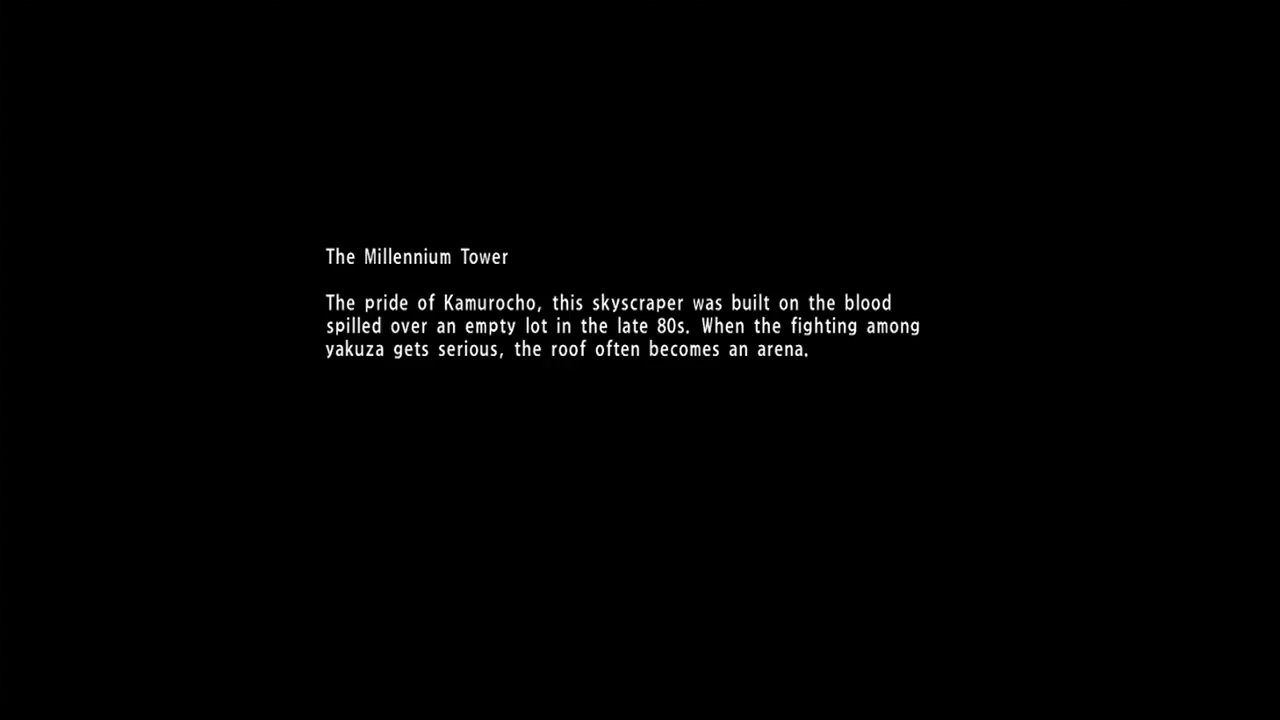 The Millennium Tower
The pride of Kamurocho, this skyscraper was built on the blood
spilled over an empty lot in the late 80s. When the fighting among
yakuza gets serious, the roof often becomes an arena.